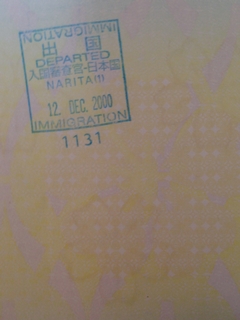 IMMIGRATION
出 国
DEPARTED
入国審査官-日本国
NARITA(1)
12. DEC. 2000
IMMIGRATION
1131